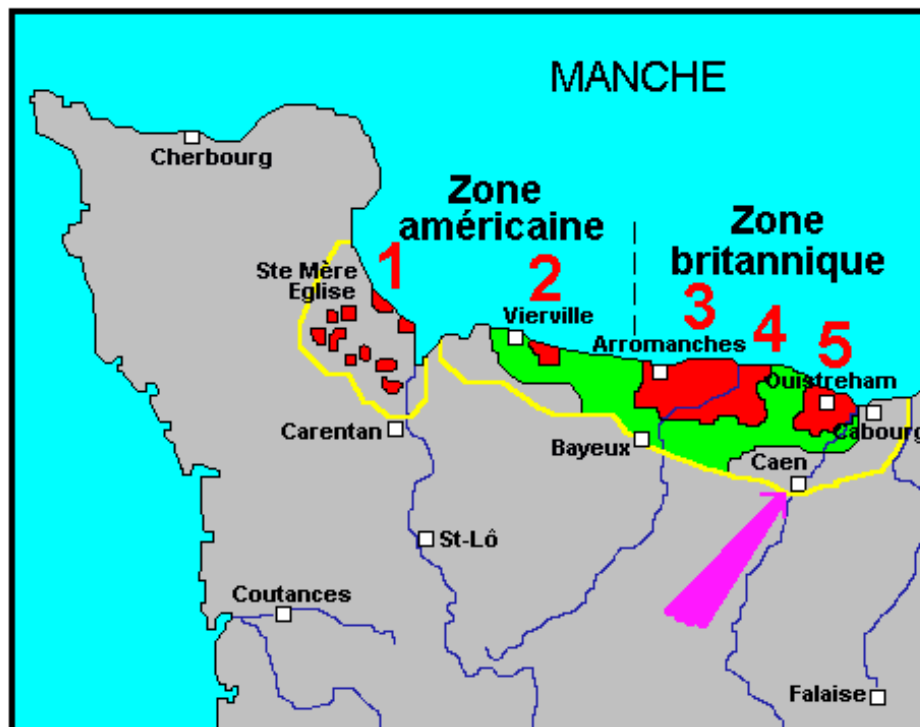 MANCHE
Cherbourg
Zone
américaine
Zone
britannique
Ste Mère
Eglise
1
2
3
4
5
Vierville
Arromanches
Ouistreham
Cabourg
Carentan
Bayeux
Caen
St-Lô
Coutances
Falaise